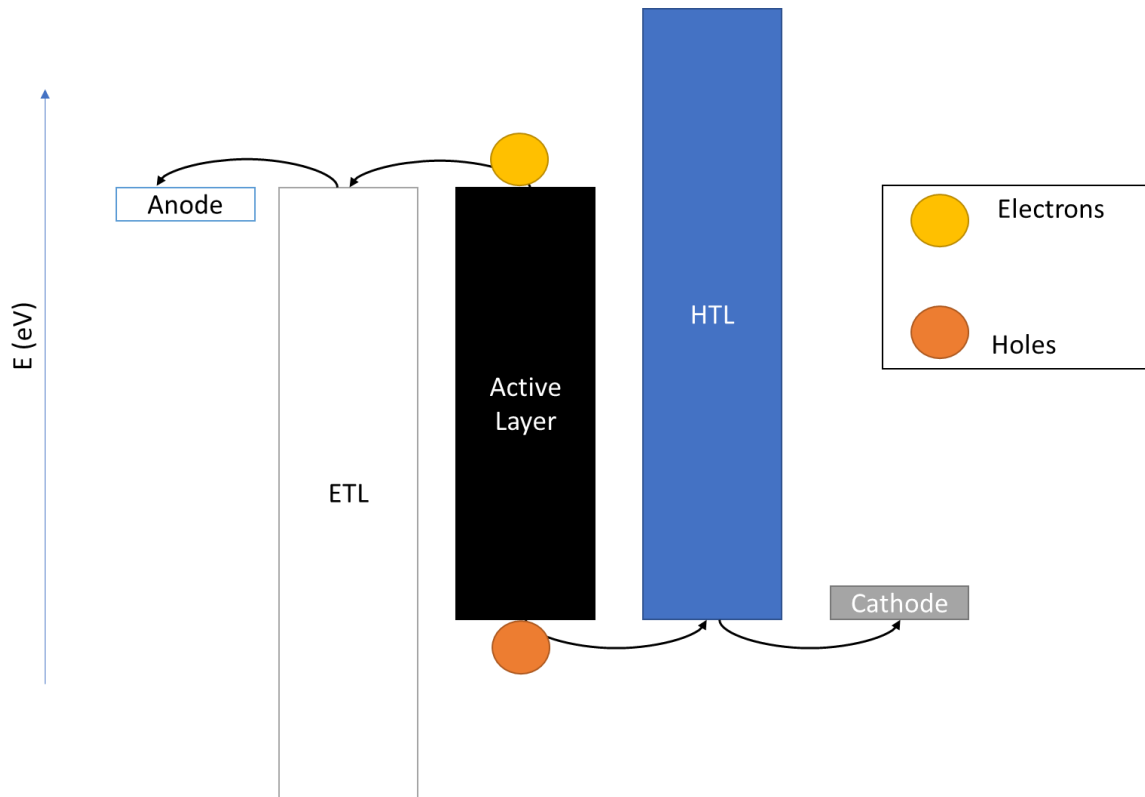 E (eV)
Anode
ETL
Active
Layer
HTL
Cathode
Electrons
Holes